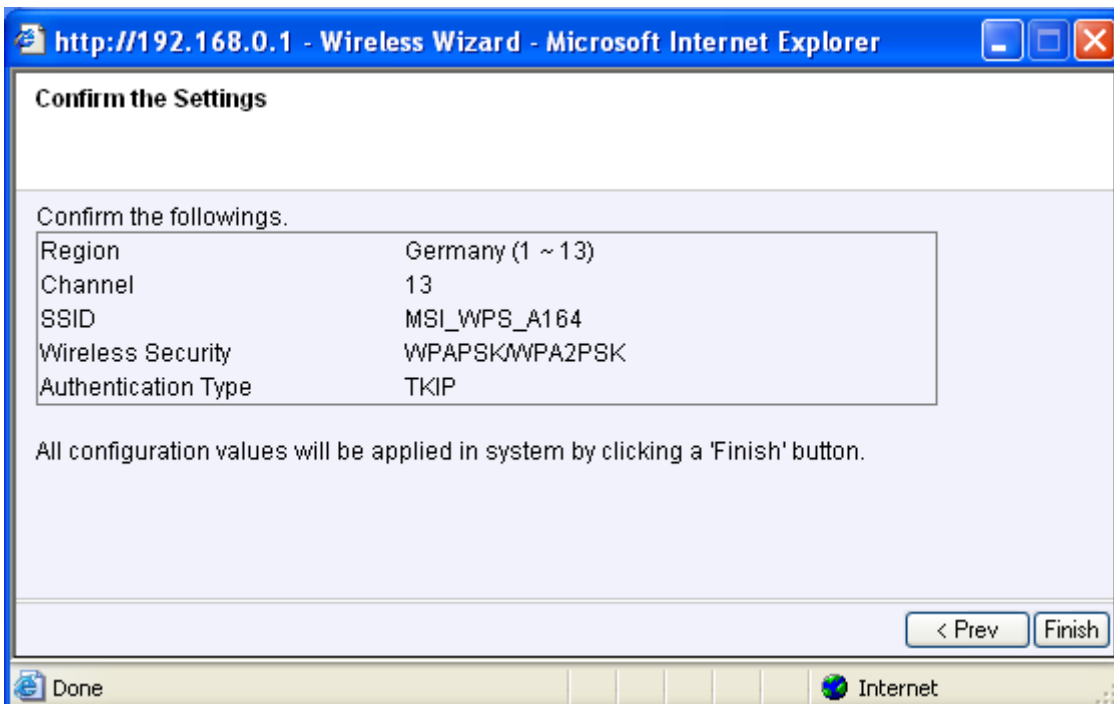 http://192.168.0.1 - Wireless Wizard - Microsoft Internet Explorer
Confirm the Settings
Confirm the followings.
Region Germany (1 ~ 13)
Channel 13
SSID MSI_WPS_A164
Wireless Security WPAPSK/WPA2PSK
Authentication Type TKIP
All configuration values will be applied in system by clicking a 'Finish' button.
< Prev Finish
Done Internet